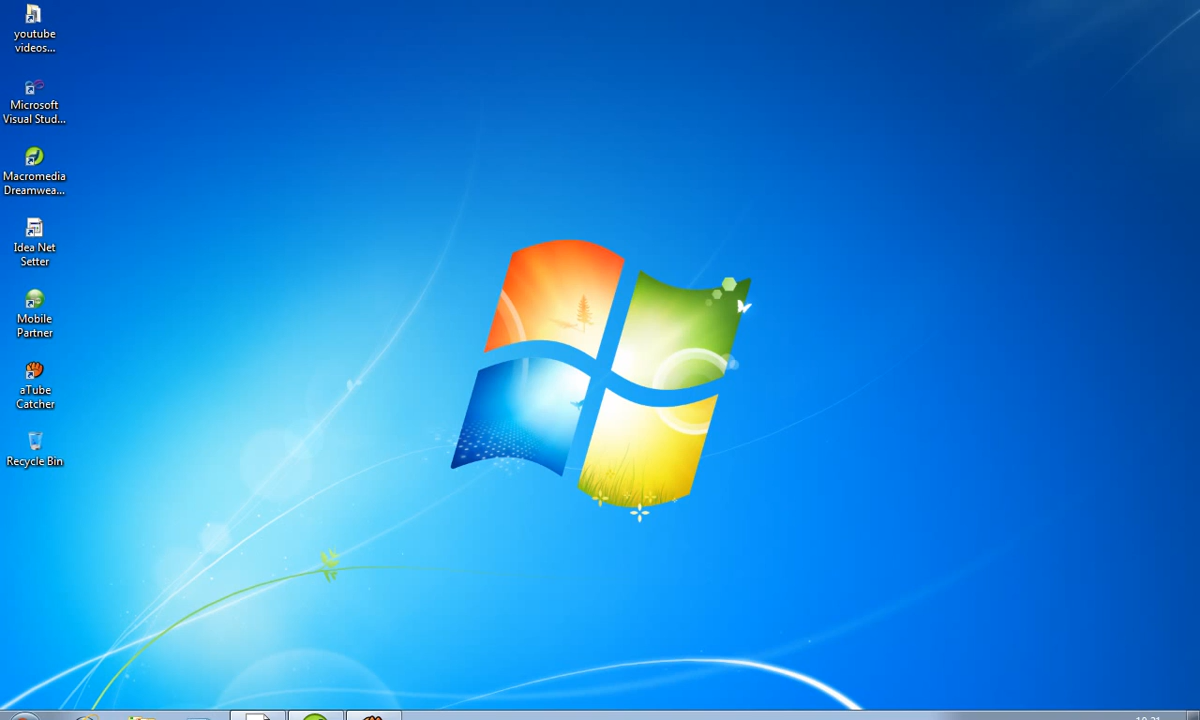 youtube
videos...
Microsoft
Visual Stud...
Macromedia
Dreamwea...
Idea Net
Setter
Mobile
Partner
aTube
Catcher
Recycle Bin